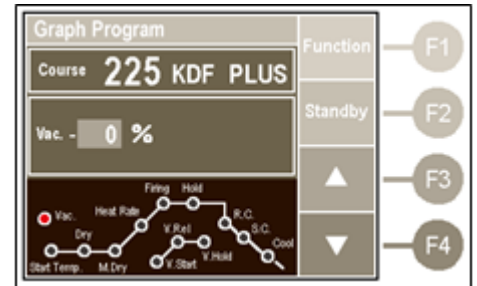 Graph Program
Function
F1
Course 225 KDF PLUS
Standby
F2
Vac. - 0 %
F3
Firing Hold
Vac. Heat Rate R.C.
Dry V.Rel S.C.
V.Hold Cool
Start Temp. M.Dry V.Start
F4